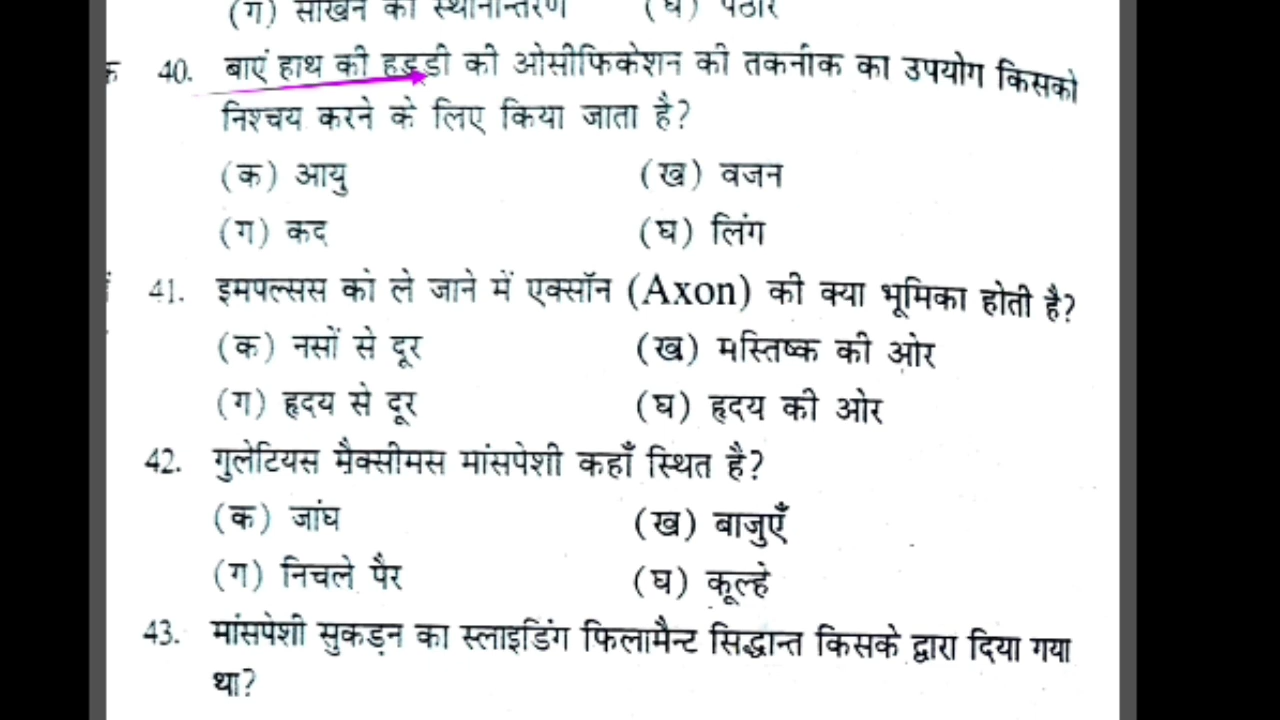 (ग) सीखने का स्थानान्तरण (घ) पठार
40. बाएं हाथ की हड्डी की ओसीफिकेशन की तकनीक का उपयोग किसको
निश्चय करने के लिए किया जाता है?
(क) आयु (ख) वजन
(ग) कद (घ) लिंग
41. इमपल्सस को ले जाने में एक्सॉन (Axon) की क्या भूमिका होती है?
(क) नसों से दूर (ख) मस्तिष्क की ओर
(ग) हृदय से दूर (घ) हृदय की ओर
42. गुलेटियस मैक्सीमस मांसपेशी कहाँ स्थित है?
(क) जांघ (ख) बाजुएँ
(ग) निचले पैर (घ) कूल्हे
43. मांसपेशी सुकड़न का स्लाइडिंग फिलामैन्ट सिद्धान्त किसके द्वारा दिया गया
था?